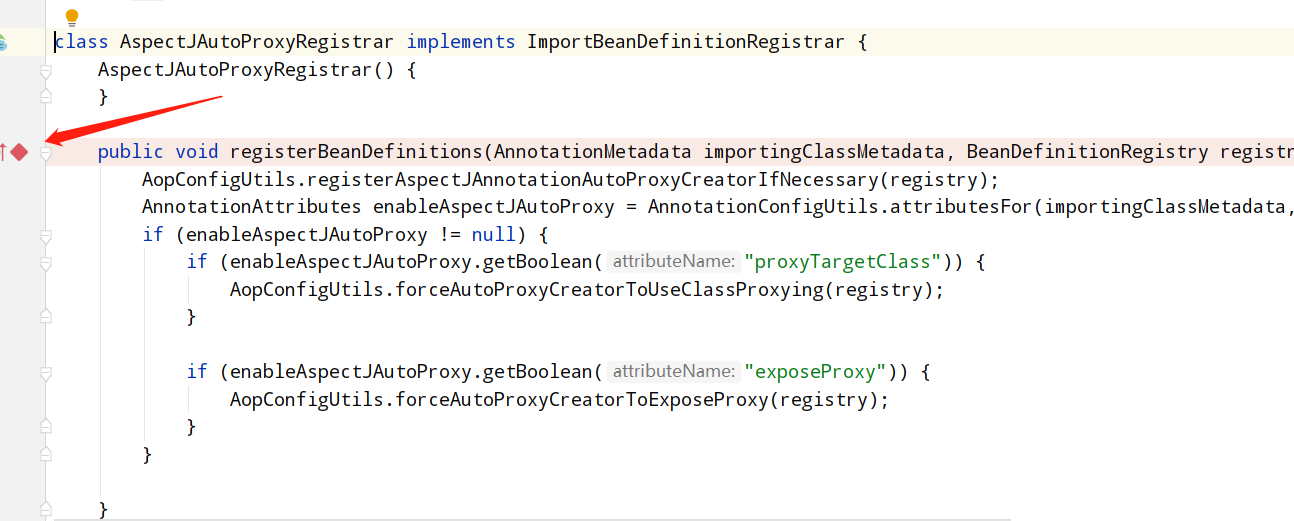 class AspectJAutoProxyRegistrar implements ImportBeanDefinitionRegistrar {
AspectJAutoProxyRegistrar() {
}
public void registerBeanDefinitions(AnnotationMetadata importingClassMetadata, BeanDefinitionRegistry registr
AopConfigUtils.registerAspectJAnnotationAutoProxyCreatorIfNecessary(registry);
AnnotationAttributes enableAspectJAutoProxy = AnnotationConfigUtils.attributesFor(importingClassMetadata,
if (enableAspectJAutoProxy != null) {
if (enableAspectJAutoProxy.getBoolean( attributeName: "proxyTargetClass")) {
AopConfigUtils.forceAutoProxyCreatorToUseClassProxying(registry);
}
if (enableAspectJAutoProxy.getBoolean( attributeName: "exposeProxy")) {
AopConfigUtils.forceAutoProxyCreatorToExposeProxy(registry);
}
}
}